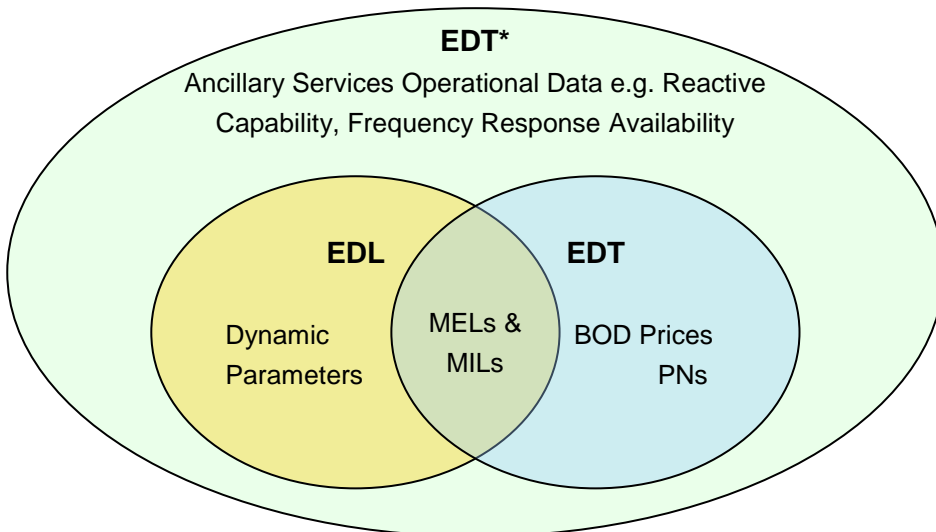 EDT*
Ancillary Services Operational Data e.g. Reactive
Capability, Frequency Response Availability
EDL
EDT
Dynamic
Parameters
MELs &
MILs
BOD Prices
PNs